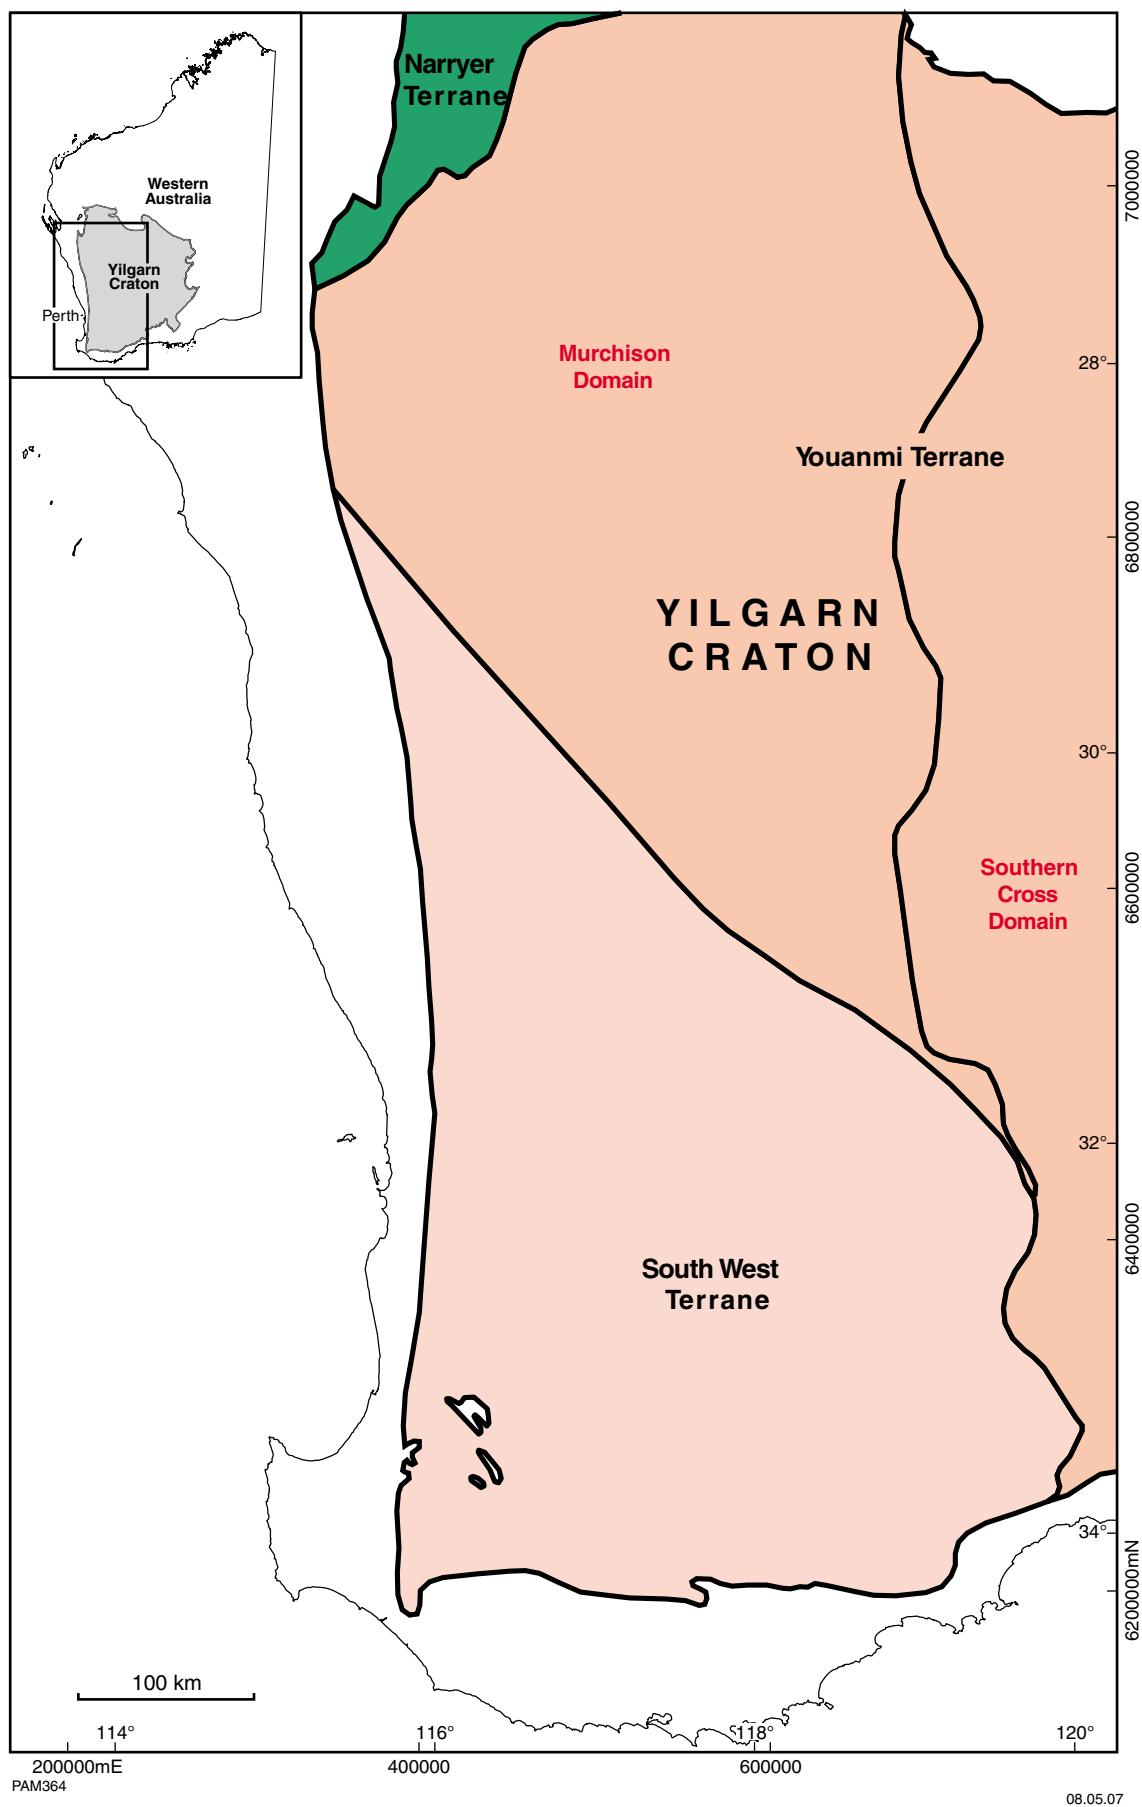 Narryer
Terrane
Western
Australia
Yilgarn
Craton
Perth
7000000
Murchison
Domain
28°
Youanmi Terrane
6800000
YILGARN
CRATON
30°
Southern
Cross
Domain
6600000
32°
6400000
South West
Terrane
34°
6200000mN
100 km
114°
116°
118°
120°
200000mE
400000
600000
PAM364
08.05.07